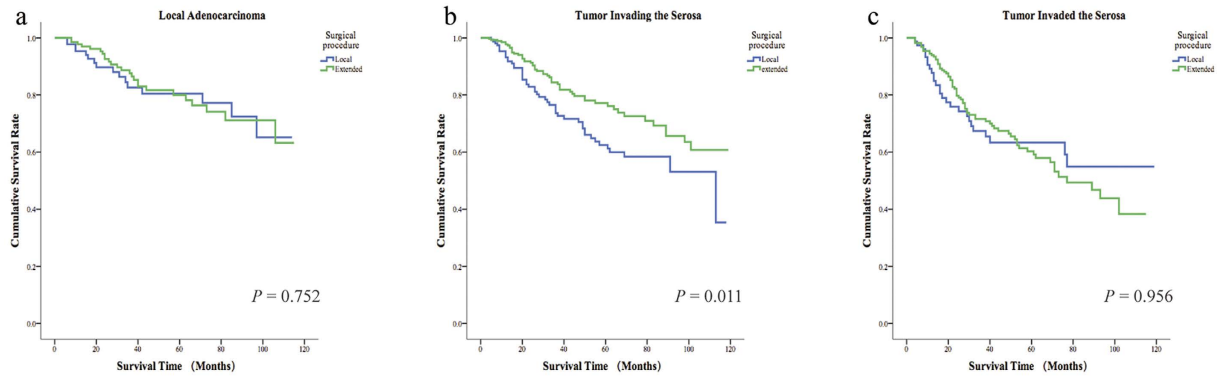 a
Local Adenocarcinoma
Surgical
procedure
Local
Extended
Cumulative Survival Rate
1.0
0.8
0.6
0.4
0.2
0.0
P = 0.752
0 20 40 60 80 100 120
Survival Time (Months)
b
Tumor Invading the Serosa
Surgical
procedure
Local
extended
Cumulative Survival Rate
1.0
0.8
0.6
0.4
0.2
0.0
P = 0.011
0 20 40 60 80 100 120
Survival Time (Months)
c
Tumor Invaded the Serosa
Surgical
procedure
Local
Extended
Cumulative Survival Rate
1.0
0.8
0.6
0.4
0.2
0.0
P = 0.956
0 20 40 60 80 100 120
Survival Time (Months)